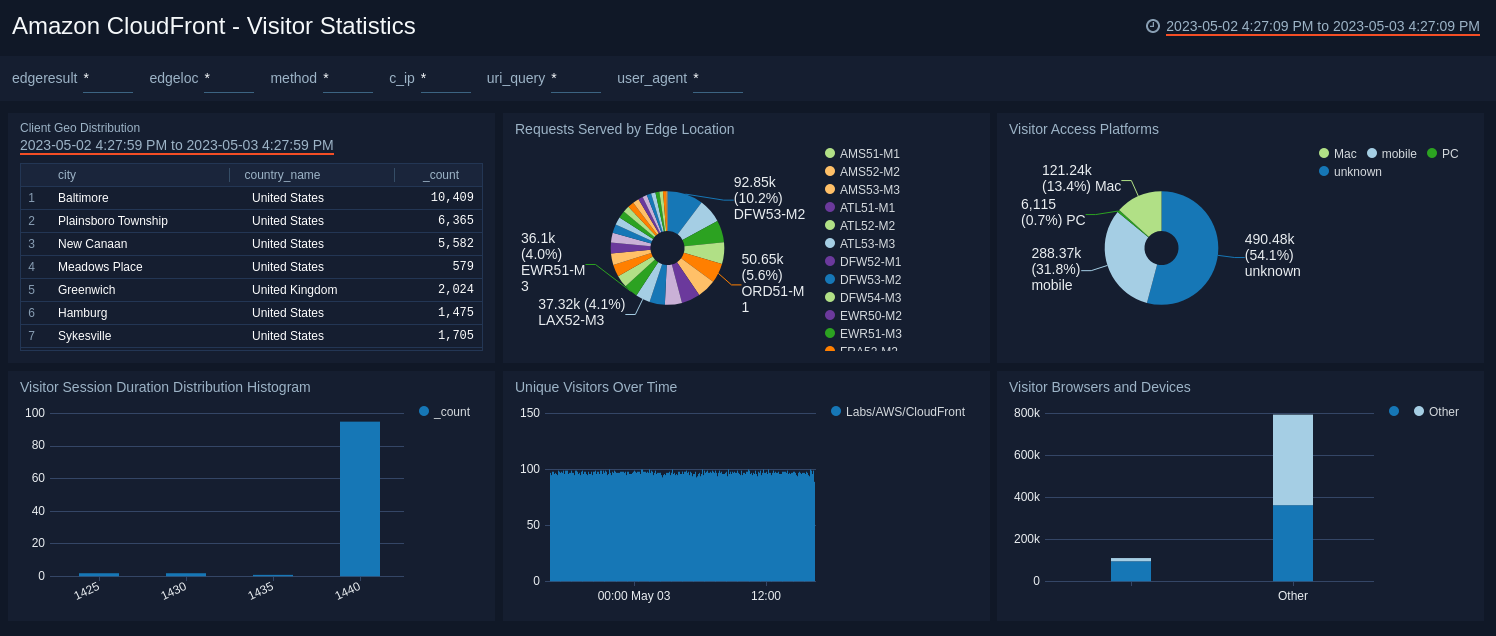 Amazon CloudFront - Visitor Statistics
2023-05-02 4:27:09 PM to 2023-05-03 4:27:09 PM
edgeresult *
edgeloc *
method *
c_ip *
uri_query *
user_agent *
Client Geo Distribution
2023-05-02 4:27:59 PM to 2023-05-03 4:27:59 PM
city country_name _count
1 Baltimore United States 10,409
2 Plainsboro Township United States 6,365
3 New Canaan United States 5,582
4 Meadows Place United States 579
5 Greenwich United Kingdom 2,024
6 Hamburg United States 1,475
7 Sykesville United States 1,705
Requests Served by Edge Location
92.85k
(10.2%)
DFW53-M2
50.65k
(5.6%)
ORD51-M
1
37.32k (4.1%)
LAX52-M3
36.1k
(4.0%)
EWR51-M
3
AMS51-M1
AMS52-M2
AMS53-M3
ATL51-M1
ATL52-M2
ATL53-M3
DFW52-M1
DFW53-M2
DFW54-M3
EWR50-M2
EWR51-M3
FRA52-M2
Visitor Access Platforms
121.24k
(13.4%) Mac
6,115
(0.7%) PC
288.37k
(31.8%)
mobile
490.48k
(54.1%)
unknown
Mac mobile PC
unknown
Visitor Session Duration Distribution Histogram
100
80
60
40
20
0
1425 1430 1435 1440
_count
Unique Visitors Over Time
150
100
50
0
00:00 May 03 12:00
Labs/AWS/CloudFront
Visitor Browsers and Devices
800k
600k
400k
200k
0
Other
Other